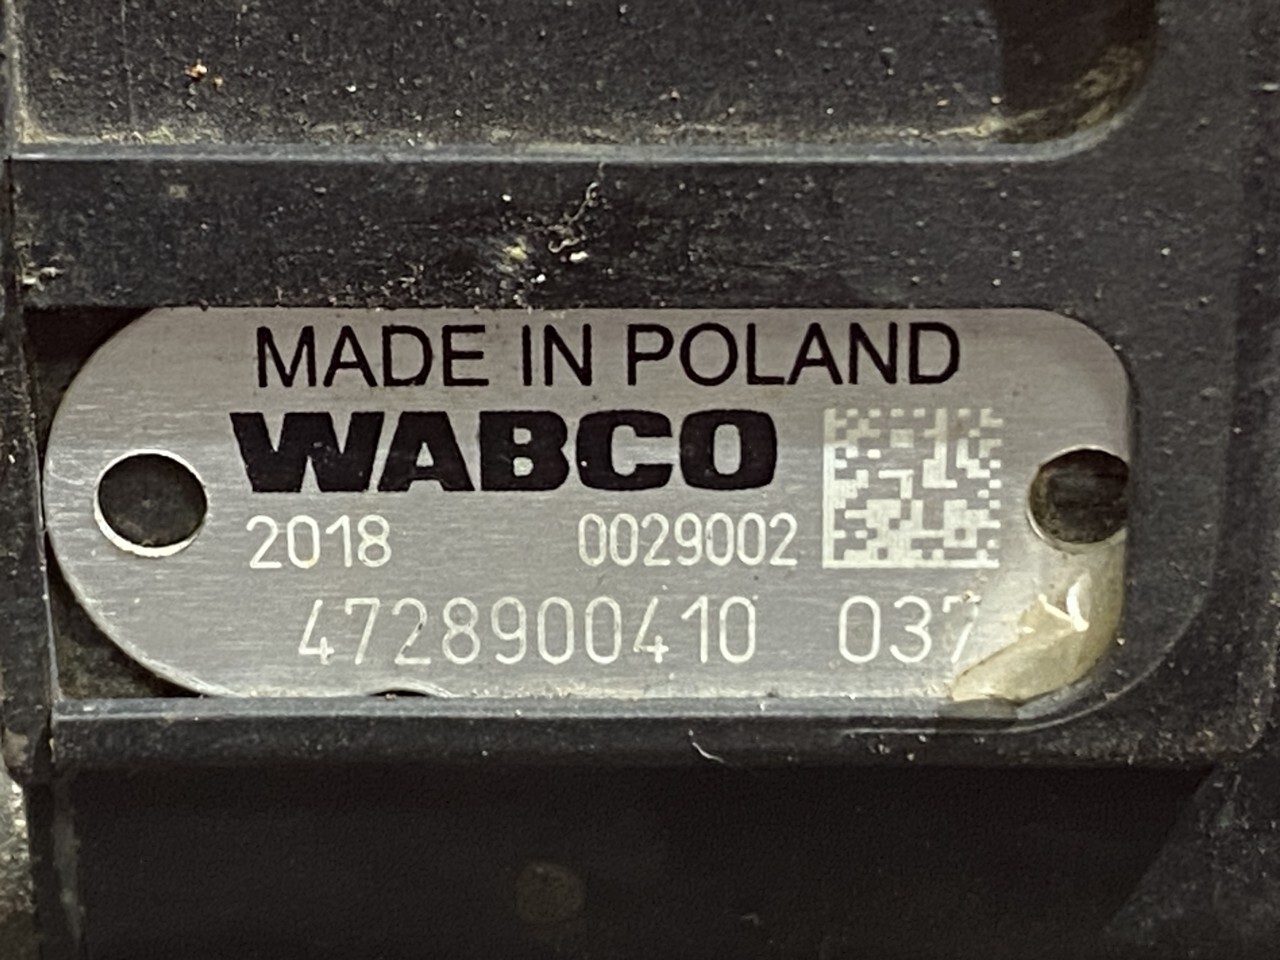 MADE IN POLAND
WABCO
2018 0029002
4728900410 037